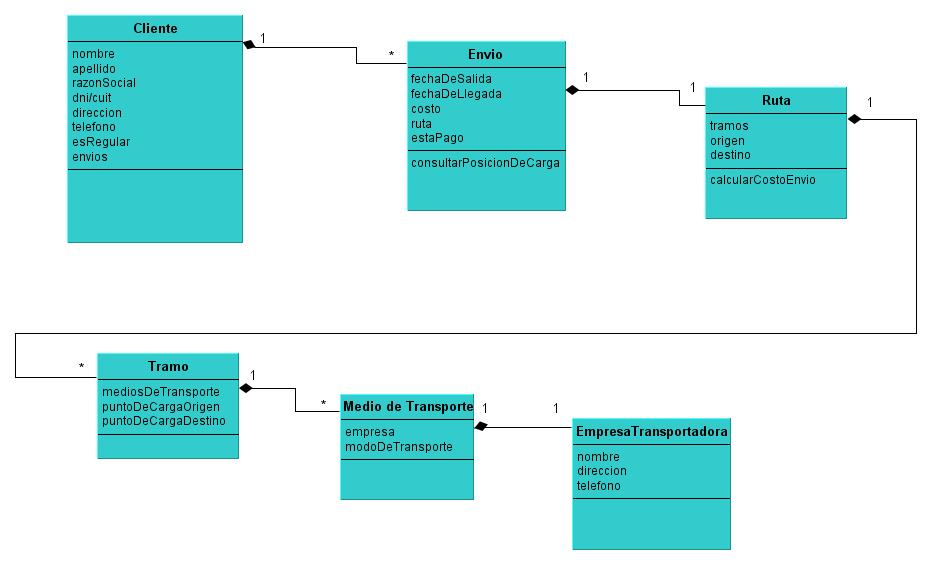 Cliente
nombre
apellido
razonSocial
dni/cuit
direccion
telefono
esRegular
envios
1
*
Envio
fechaDeSalida
fechaDeLlegada
costo
ruta
estaPago
consultarPosicionDeCarga
1
1
Ruta
tramos
origen
destino
calcularCostoEnvio
1
*
Tramo
mediosDeTransporte
puntoDeCargaOrigen
puntoDeCargaDestino
1
*
Medio de Transporte
empresa
modoDeTransporte
1
1
EmpresaTransportadora
nombre
direccion
telefono